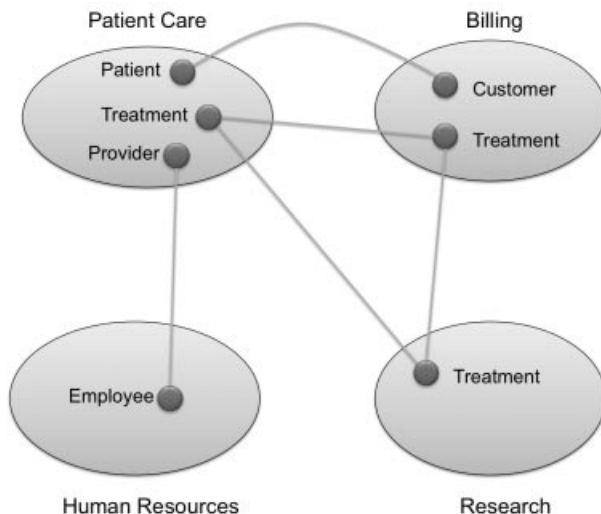 Patient Care
Billing
Patient
Customer
Treatment
Treatment
Provider
Employee
Treatment
Human Resources
Research